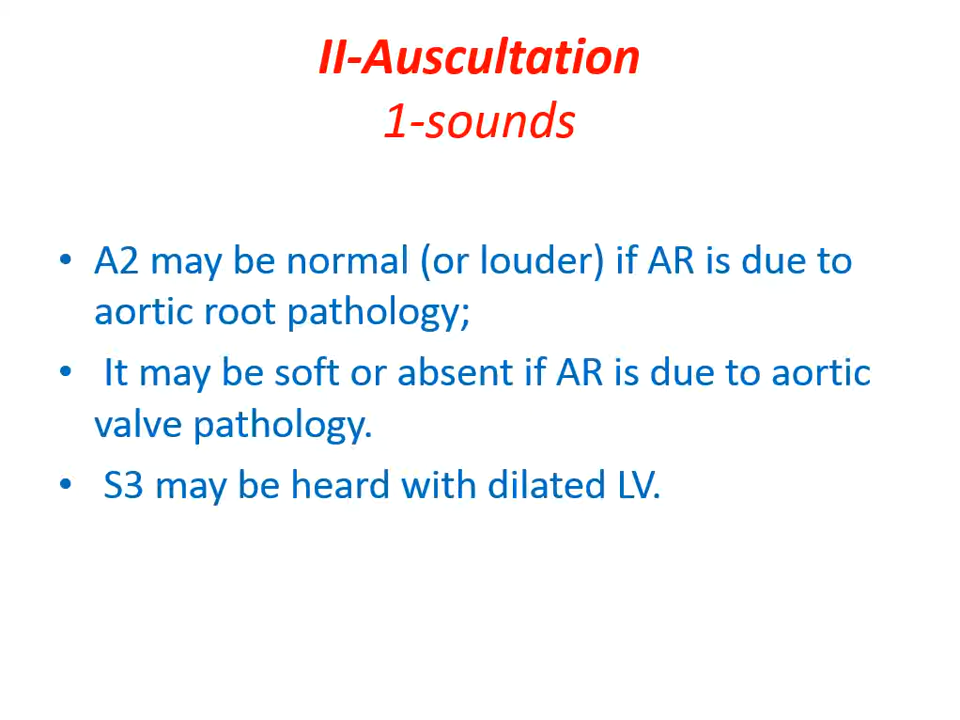 II-Auscultation
1-sounds
• A2 may be normal (or louder) if AR is due to
aortic root pathology;
• It may be soft or absent if AR is due to aortic
valve pathology.
• S3 may be heard with dilated LV.